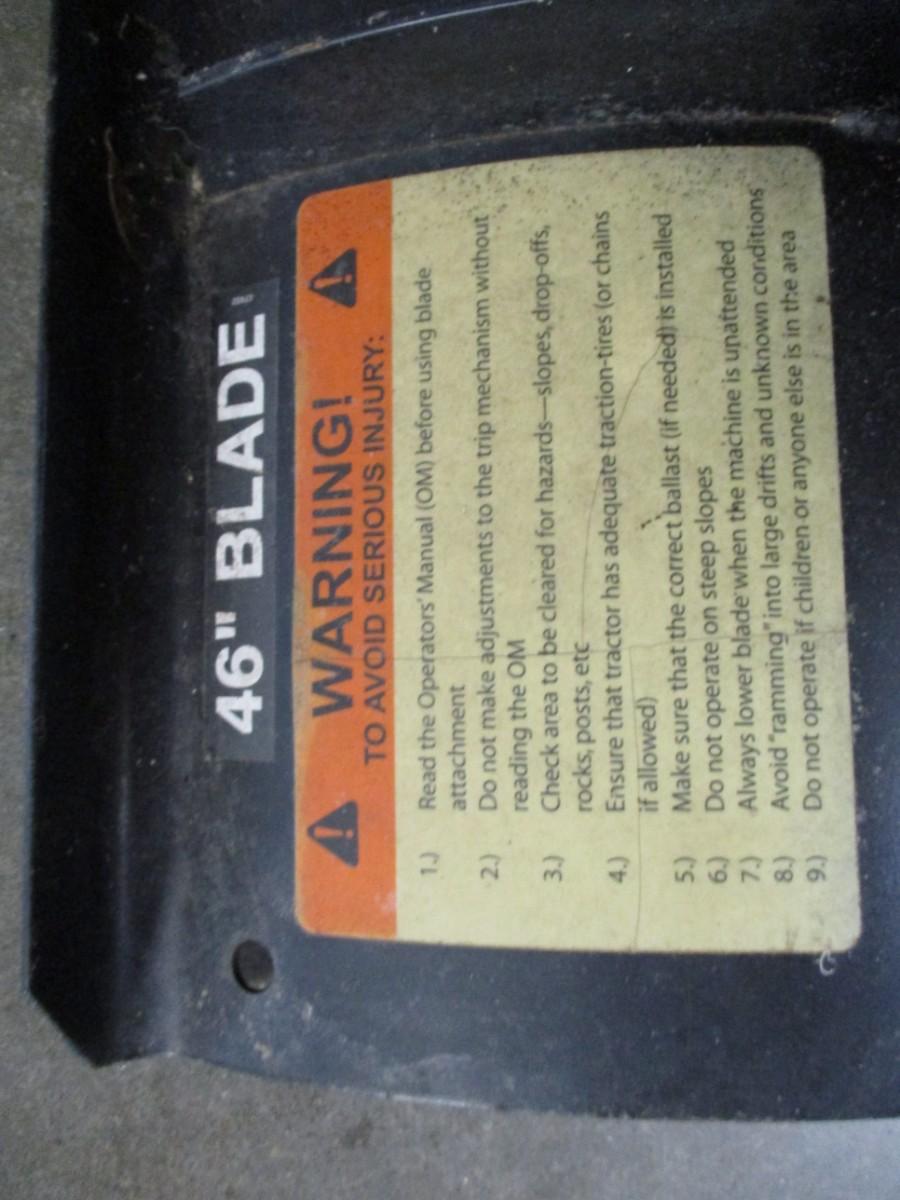 46" BLADE
WARNING!
TO AVOID SERIOUS INJURY:
1.) Read the Operators' Manual (OM) before using blade
attachment
2.) Do not make adjustments to the trip mechanism without
reading the OM
3.) Check area to be cleared for hazards—slopes, drop-offs,
rocks, posts, etc
4.) Ensure that tractor has adequate traction-tires (or chains
if allowed)
5.) Make sure that the correct ballast (if needed) is installed
6.) Do not operate on steep slopes
7.) Always lower blade when the machine is unattended
8.) Avoid "ramming" into large drifts and unknown conditions
9.) Do not operate if children or anyone else is in the area